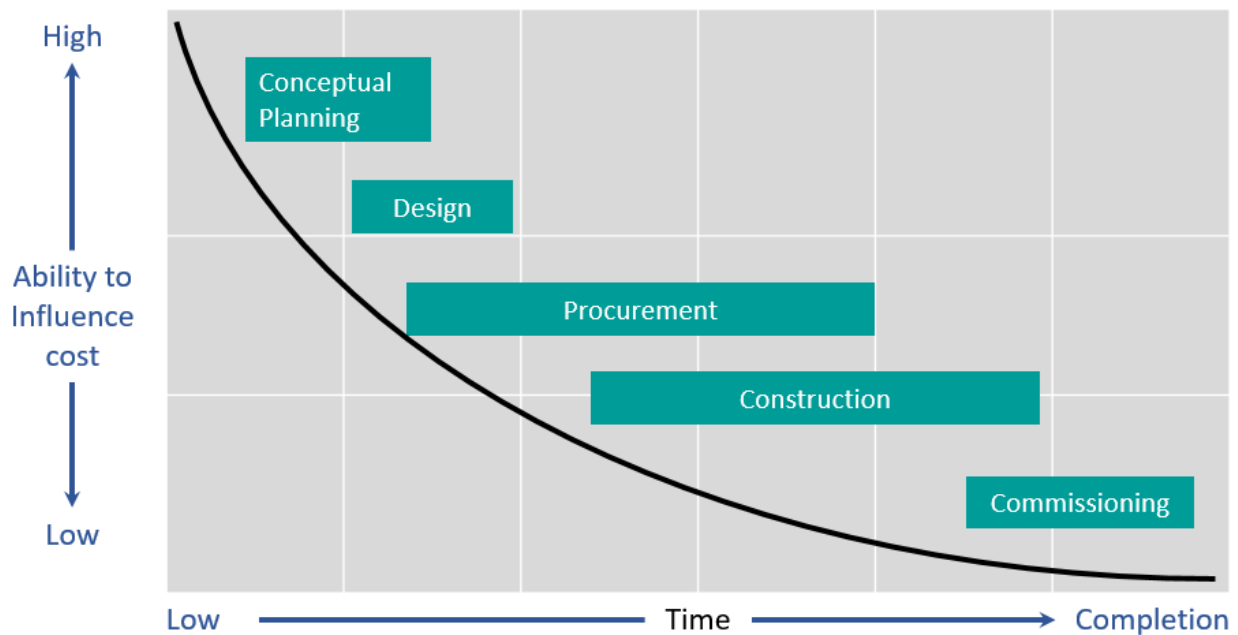 High
Conceptual
Planning
Design
Ability to
Influence
cost
Procurement
Construction
Commissioning
Low
Low
Time
Completion